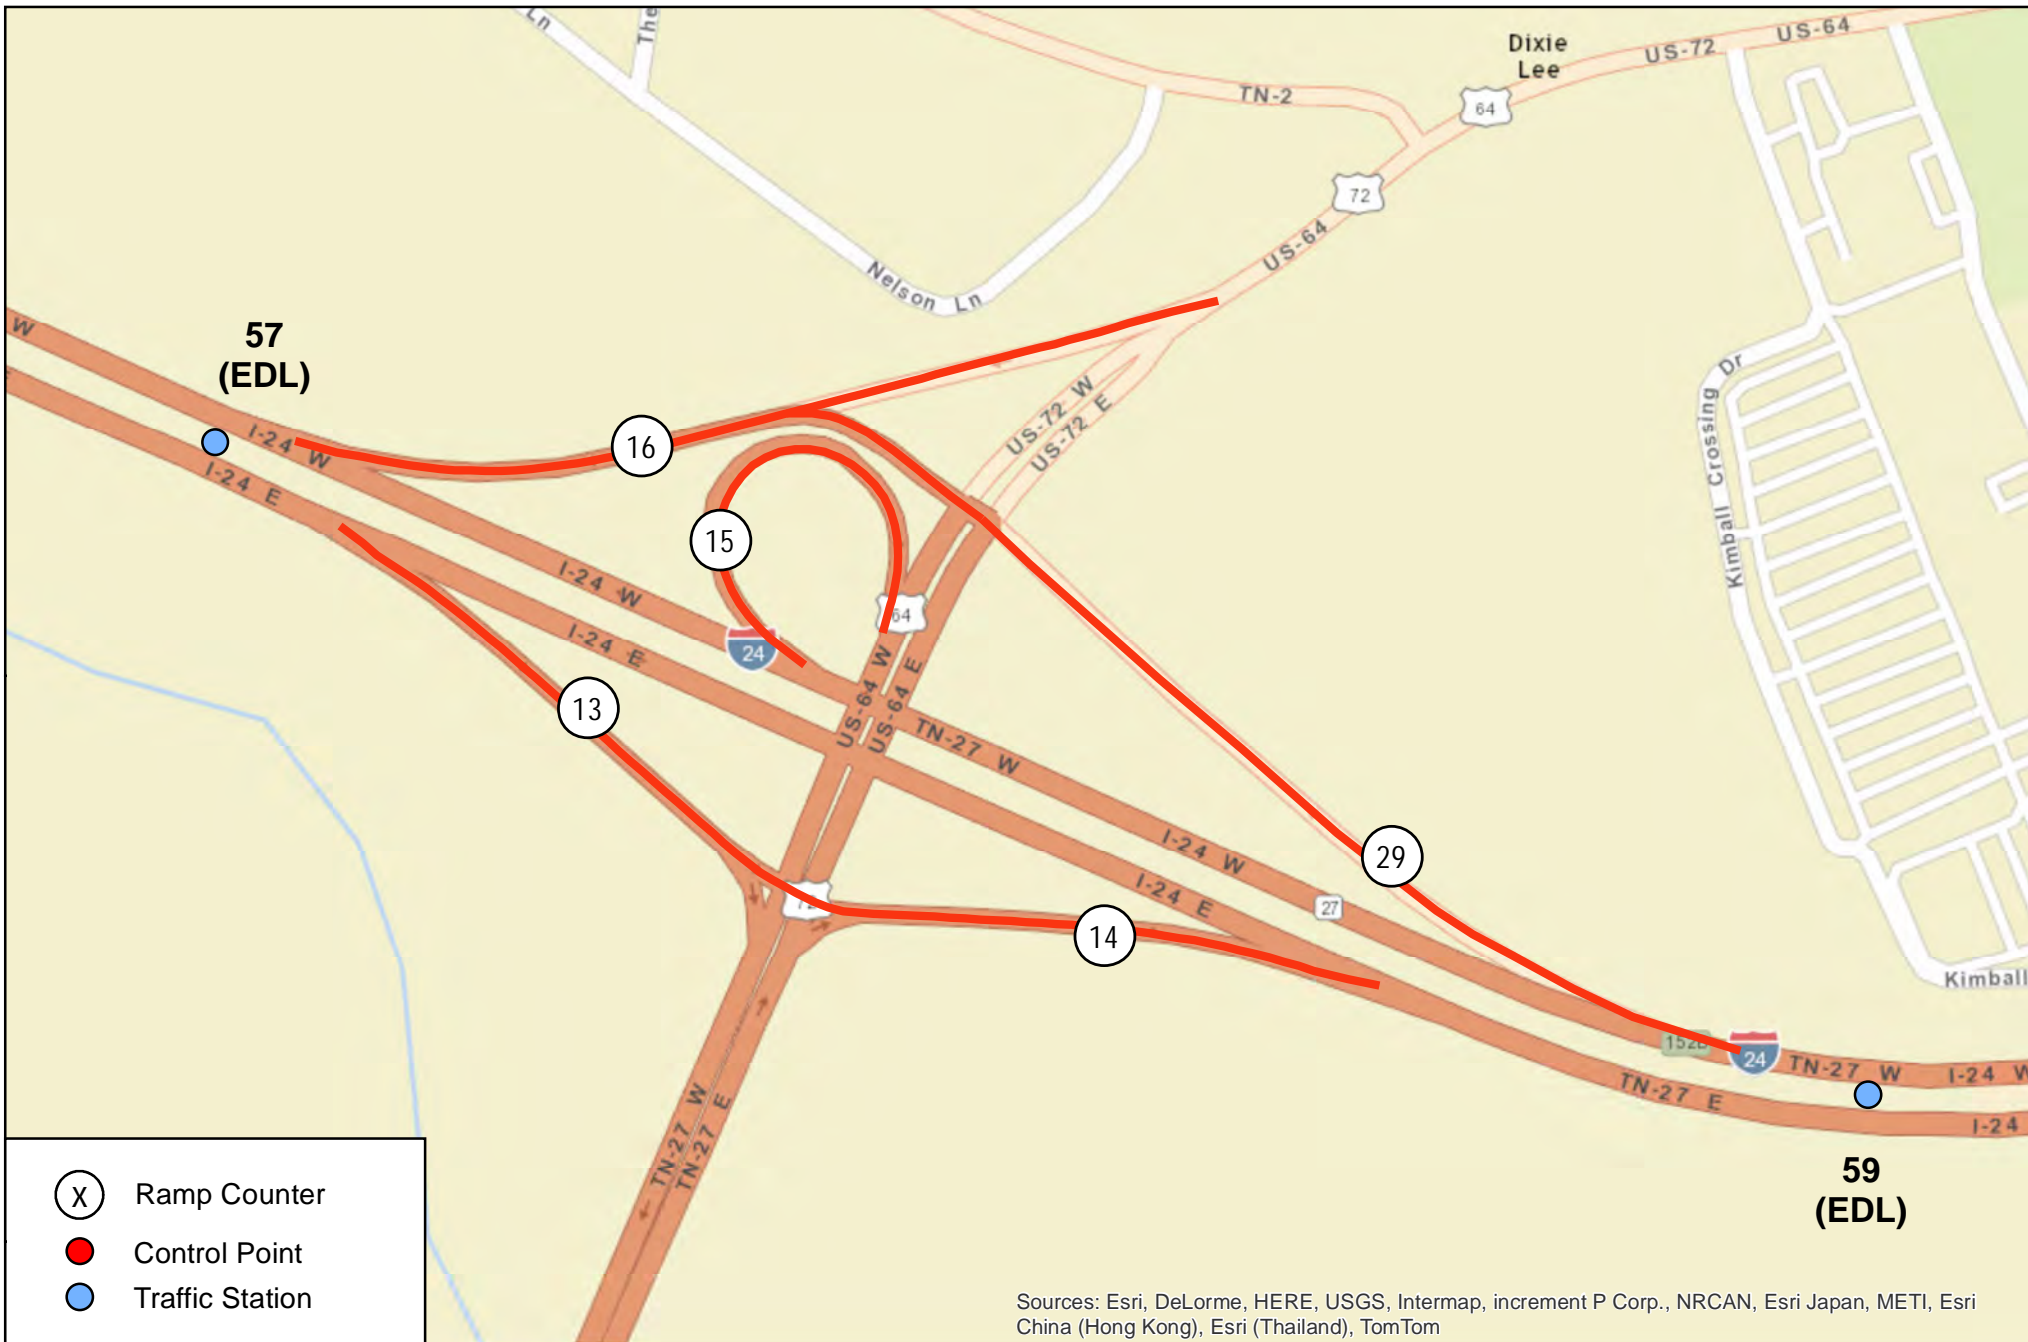 Ln
The
Dixie
Lee
US-72
US-64
TN-2
64
72
US-64
Nelson Ln
W
57
(EDL)
I-24 W
I-24 E
16
US-72 W
US-72 E
Kimball Crossing Dr
15
I-24 W
64
I-24 E
24
13
US-64 W
US-64 E
TN-27 W
I-24 W
29
I-24 E
27
14
Kimball
152B
24
TN-27 W
I-24 W
TN-27 E
I-24
TN-27 W
TN-27 E
59
(EDL)
X Ramp Counter
Control Point
Traffic Station
Sources: Esri, DeLorme, HERE, USGS, Intermap, increment P Corp., NRCAN, Esri Japan, METI, Esri
China (Hong Kong), Esri (Thailand), TomTom